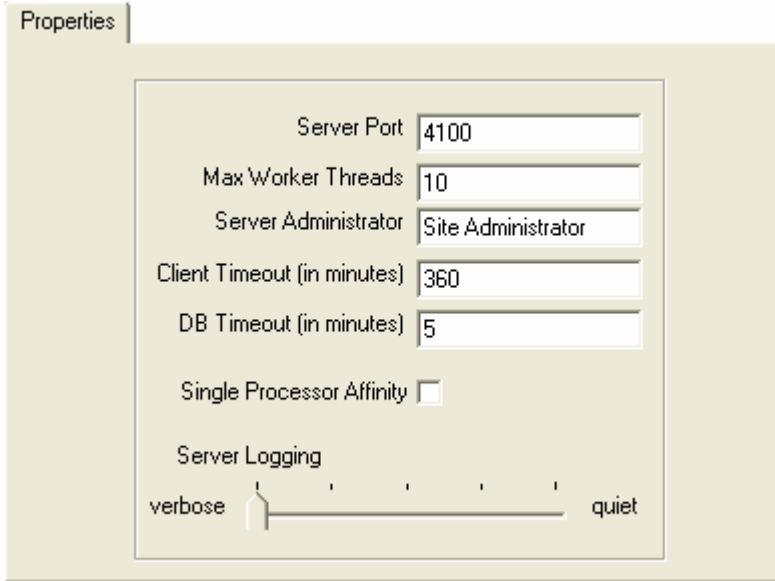 Properties
Server Port 4100
Max Worker Threads 10
Server Administrator Site Administrator
Client Timeout (in minutes) 360
DB Timeout (in minutes) 5
Single Processor Affinity
Server Logging
verbose quiet